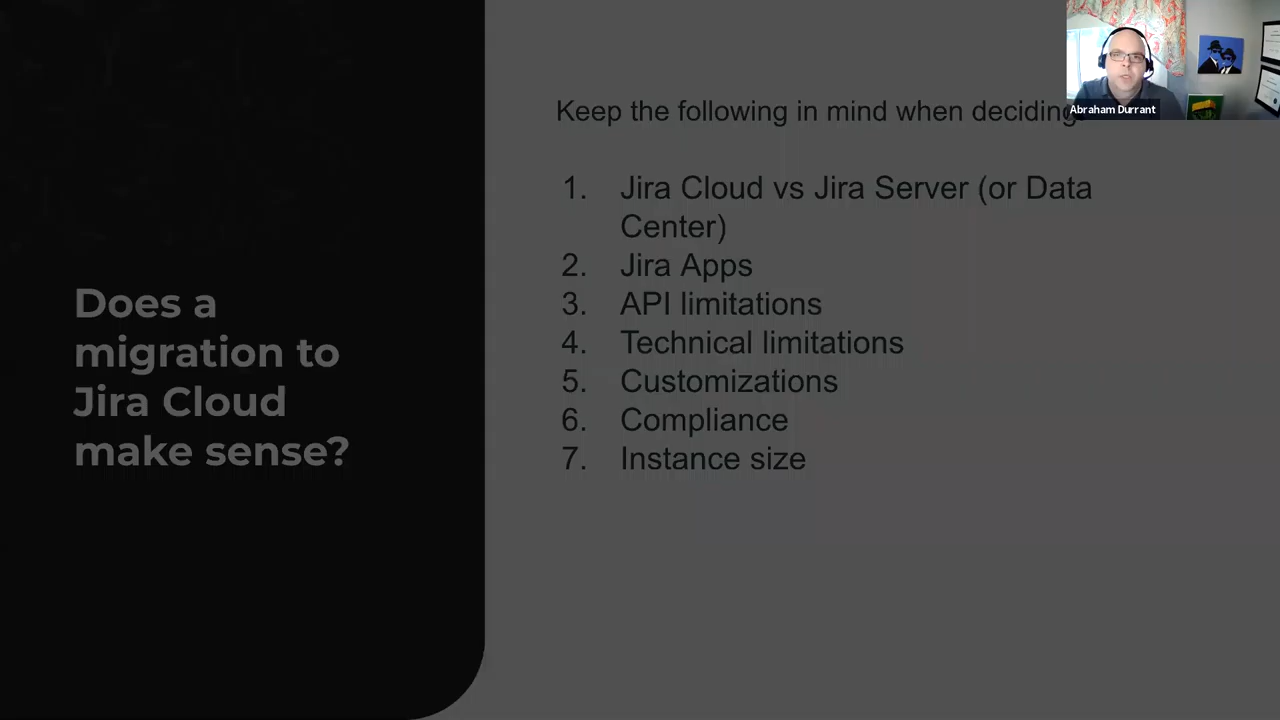 Does a
migration to
Jira Cloud
make sense?
Keep the following in mind when deciding
1. Jira Cloud vs Jira Server (or Data
Center)
2. Jira Apps
3. API limitations
4. Technical limitations
5. Customizations
6. Compliance
7. Instance size
Abraham Durrant